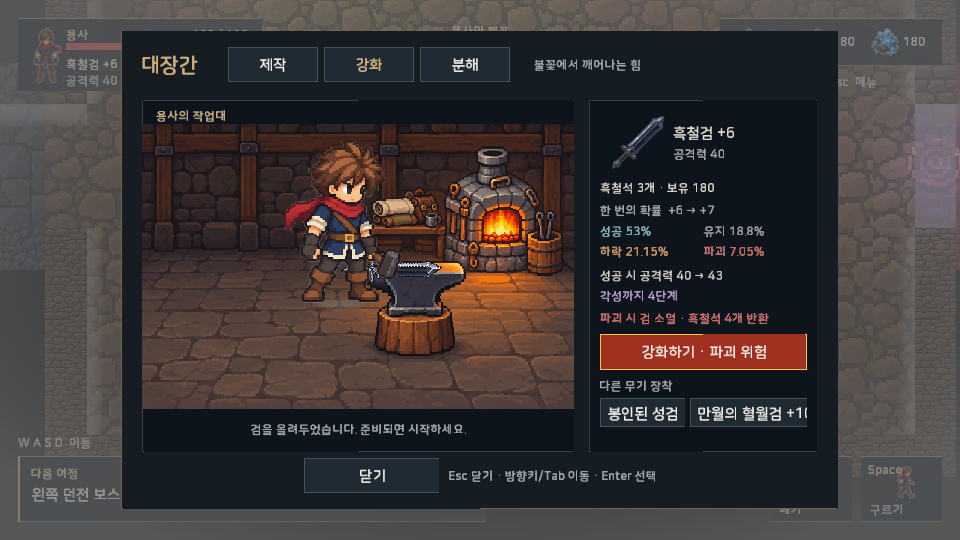 용사
흑철검 +6
공격력 40
80
180
메뉴
대장간
제작
강화
분해
불꽃에서 깨어나는 힘
용사의 작업대
흑철검 +6
공격력 40
흑철석 3개 · 보유 180
한 번의 확률 +6 → +7
성공 53%
유지 18.8%
하락 21.15%
파괴 7.05%
성공 시 공격력 40 → 43
각성까지 4단계
파괴 시 검 소멸 · 흑철석 4개 반환
강화하기 · 파괴 위험
다른 무기 장착
봉인된 성검
만월의 혈월검 +10
검을 올려두었습니다. 준비되면 시작하세요.
닫기
Esc 닫기 · 방향키/Tab 이동 · Enter 선택
WASD 이동
다음 여정
왼쪽 던전 보스
Space
구르기